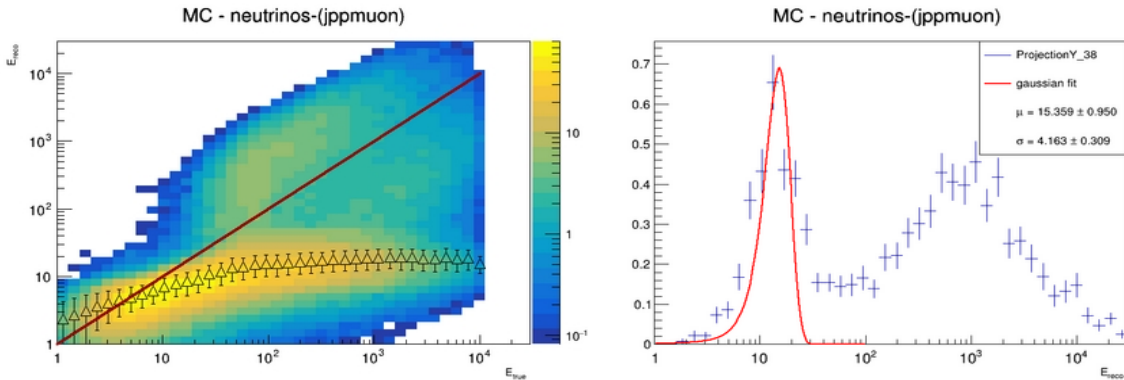 MC - neutrinos-(jppmuon)
E_reco
10^4
10^3
10^2
10
1
1 10 10^2 10^3 10^4
E_true
10
1
10^-1
MC - neutrinos-(jppmuon)
0.7
0.6
0.5
0.4
0.3
0.2
0.1
0
1 10 10^2 10^3 10^4
E_reco
ProjectionY_38
gaussian fit
μ = 15.359 ± 0.950
σ = 4.163 ± 0.309